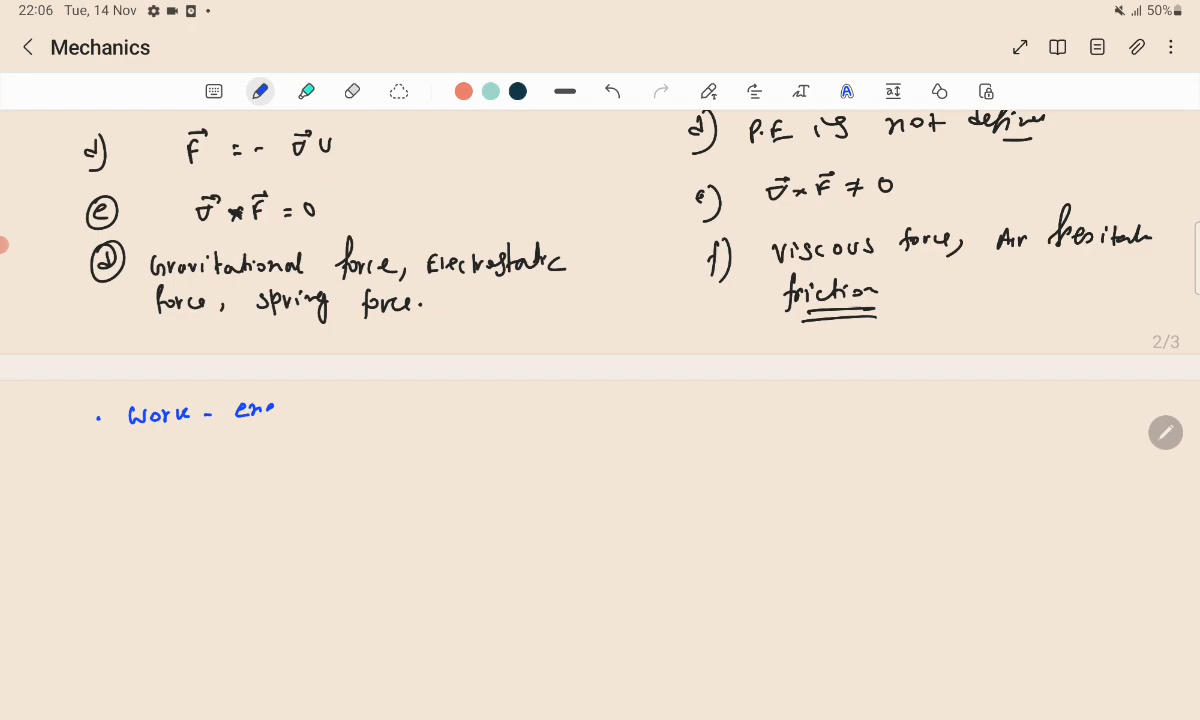 22:06 Tue, 14 Nov
50%
Mechanics
d) F⃗ = - ∇⃗ U
e ∇⃗ × F⃗ = 0
d Gravitational force, Electrostatic
force, spring force.
d) P.E is not define
e) ∇⃗ × F⃗ ≠ 0
f) viscous force, Air
friction
2/3
. Work - ene